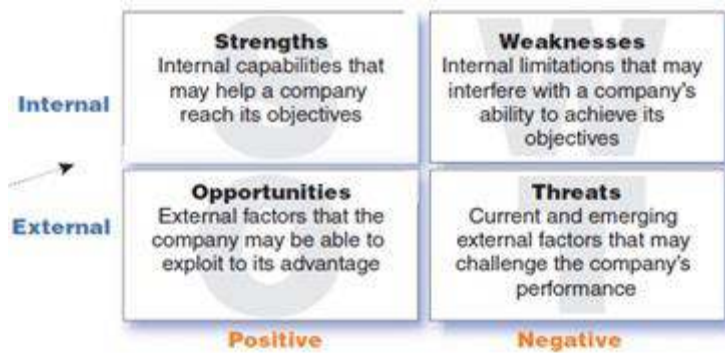 Strengths
Internal capabilities that
may help a company
reach its objectives
Weaknesses
Internal limitations that may
interfere with a company's
ability to achieve its
objectives
Internal
Opportunities
External factors that the
company may be able to
exploit to its advantage
Threats
Current and emerging
external factors that may
challenge the company's
performance
External
Positive
Negative